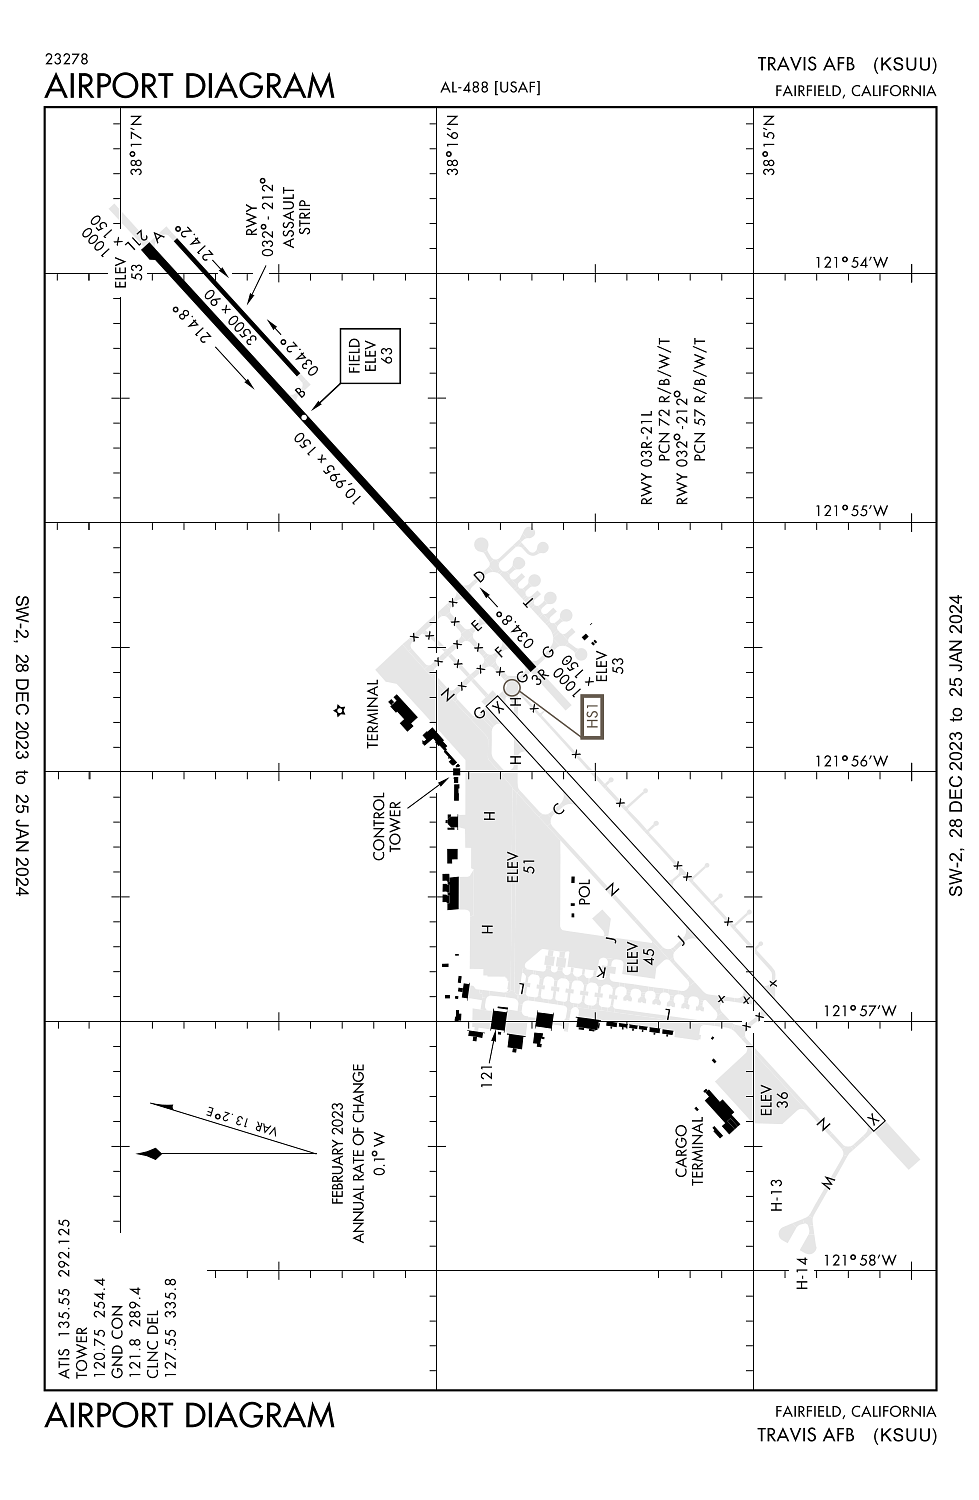 23278
AIRPORT DIAGRAM
AL-488 [USAF]
TRAVIS AFB (KSUU)
FAIRFIELD, CALIFORNIA
SW-2, 28 DEC 2023 to 25 JAN 2024
SW-2, 28 DEC 2023 to 25 JAN 2024
38°17'N
38°16'N
38°15'N
121°54'W
121°55'W
121°56'W
121°57'W
121°58'W
1000 x 150
21L
A
ELEV
53
214.2°
RWY
032° - 212°
ASSAULT
STRIP
3500 x 90
034.2°
214.8°
B
FIELD
ELEV
63
10,995 x 150
RWY 03R-21L
PCN 72 R/B/W/T
RWY 032°-212°
PCN 57 R/B/W/T
D
T
E
034.8°
F
G
G
3R
1000
x 150
ELEV
53
N
G
X
H
HS1
TERMINAL
H
CONTROL
TOWER
H
C
ELEV
51
POL
N
H
J
J
ELEV
45
K
L
L
121
ELEV
36
CARGO
TERMINAL
N
X
M
H-13
H-14
VAR 13.2°E
FEBRUARY 2023
ANNUAL RATE OF CHANGE
0.1° W
ATIS 135.55 292.125
TOWER
120.75 254.4
GND CON
121.8 289.4
CLNC DEL
127.55 335.8
AIRPORT DIAGRAM
FAIRFIELD, CALIFORNIA
TRAVIS AFB (KSUU)